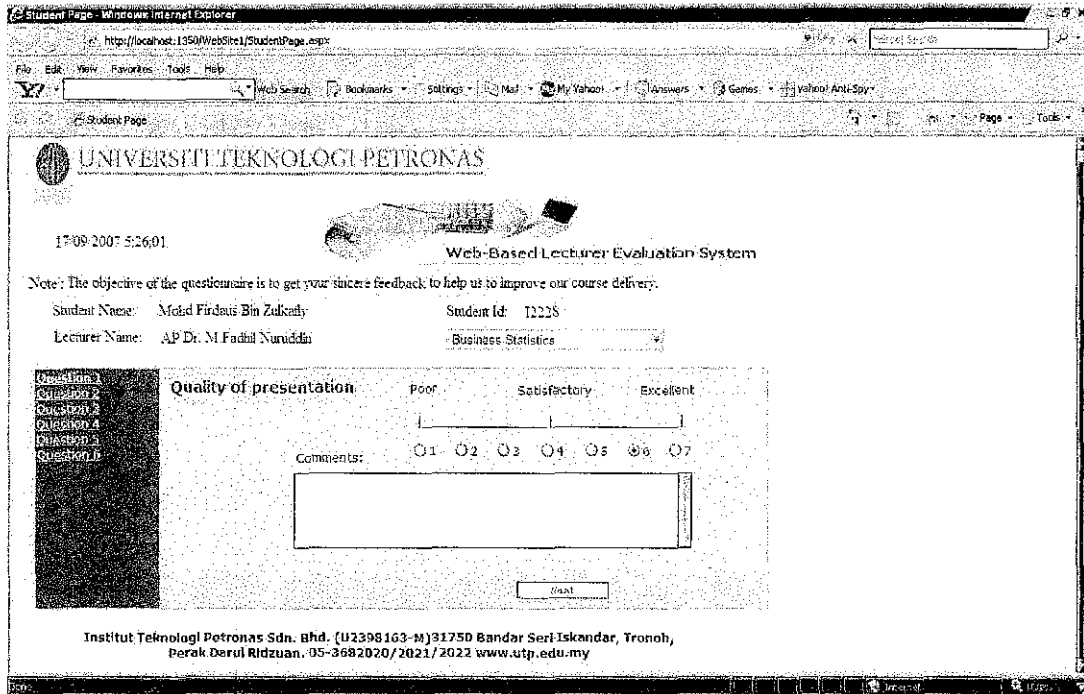 Student Page - Windows Internet Explorer
http://localhost:1350/WebSite1/StudentPage.aspx
File Edit View Favorites Tools Help
Y! Web Search Bookmarks Settings Mail My Yahoo! Answers Games Yahoo! Anti-Spy
Student Page Page Tools
UNIVERSITI TEKNOLOGI PETRONAS
17/09/2007 5:26:01
Web-Based Lecturer Evaluation System
Note : The objective of the questionnaire is to get your sincere feedback to help us to improve our course delivery.
Student Name: Mohd Firdaus Bin Zulkafly Student Id: I2228
Lecturer Name: AP Dr. M Fadhil Nuruddin Business Statistics
Question 1
Question 2
Question 3
Question 4
Question 5
Question 6
Quality of presentation Poor Satisfactory Excellent
1 2 3 4 5 6 7
Comments:
Next
Institut Teknologi Petronas Sdn. Bhd. (U2398163-M)31750 Bandar Seri Iskandar, Tronoh,
Perak Darul Ridzuan. 05-3682020/2021/2022 www.utp.edu.my
Done Internet